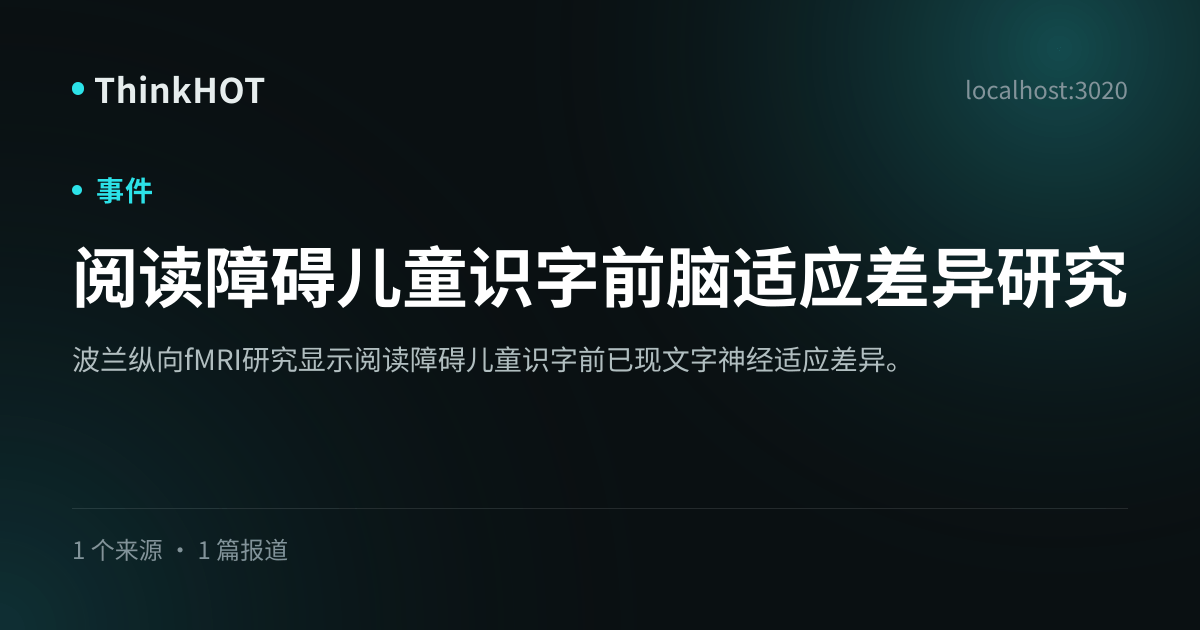 ThinkHOT
localhost:3020
事件
阅读障碍儿童识字前脑适应差异研究
波兰纵向fMRI研究显示阅读障碍儿童识字前已现文字神经适应差异。
1 个来源 · 1 篇报道